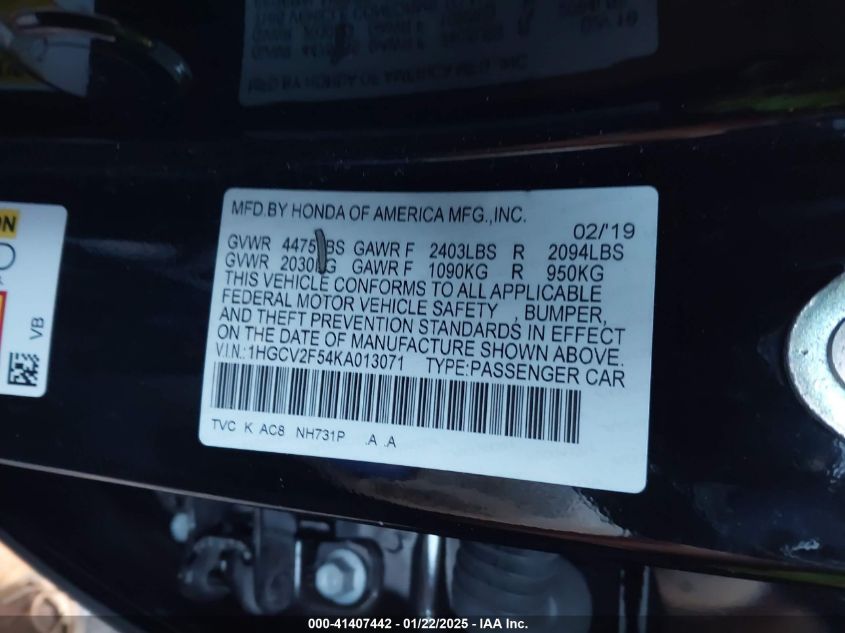 MFD.BY HONDA OF AMERICA MFG.,INC.
02/'19
GVWR 4475LBS GAWR F 2403LBS R 2094LBS
GVWR 2030KG GAWR F 1090KG R 950KG
THIS VEHICLE CONFORMS TO ALL APPLICABLE
FEDERAL MOTOR VEHICLE SAFETY , BUMPER,
AND THEFT PREVENTION STANDARDS IN EFFECT
ON THE DATE OF MANUFACTURE SHOWN ABOVE.
V.I.N.:1HGCV2F54KA013071 TYPE:PASSENGER CAR
TVC K AC8 NH731P .A .A
VB
000-41407442 - 01/22/2025 - IAA Inc.